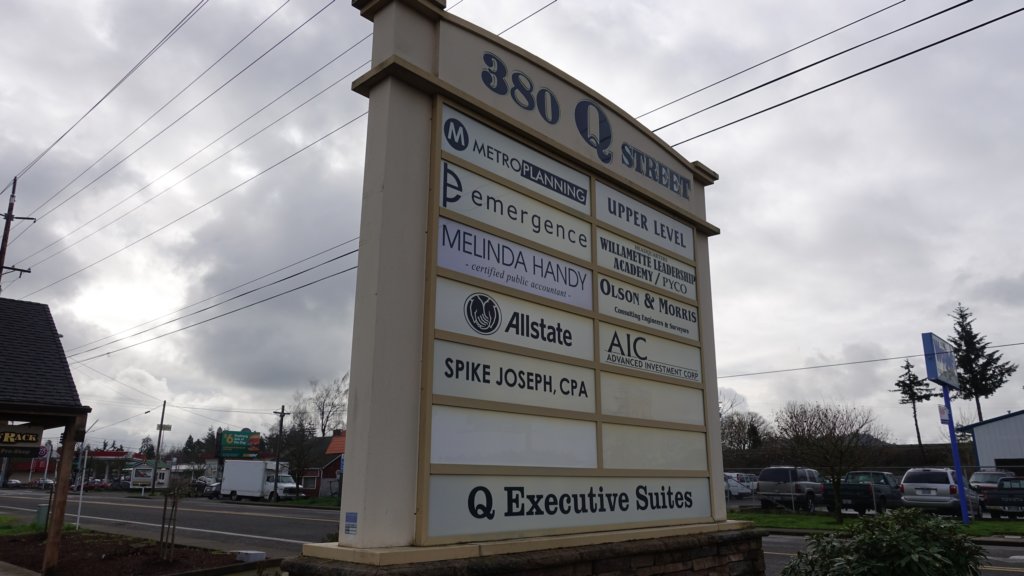 380 Q STREET
M METROPLANNING
emergence
MELINDA HANDY
- certified public accountant -
Allstate
SPIKE JOSEPH, CPA
UPPER LEVEL
WILLAMETTE LEADERSHIP
ACADEMY / PYCO
OLSON & MORRIS
Consulting Engineers & Surveyors
AIC
ADVANCED INVESTMENT CORP
Q Executive Suites
RACK